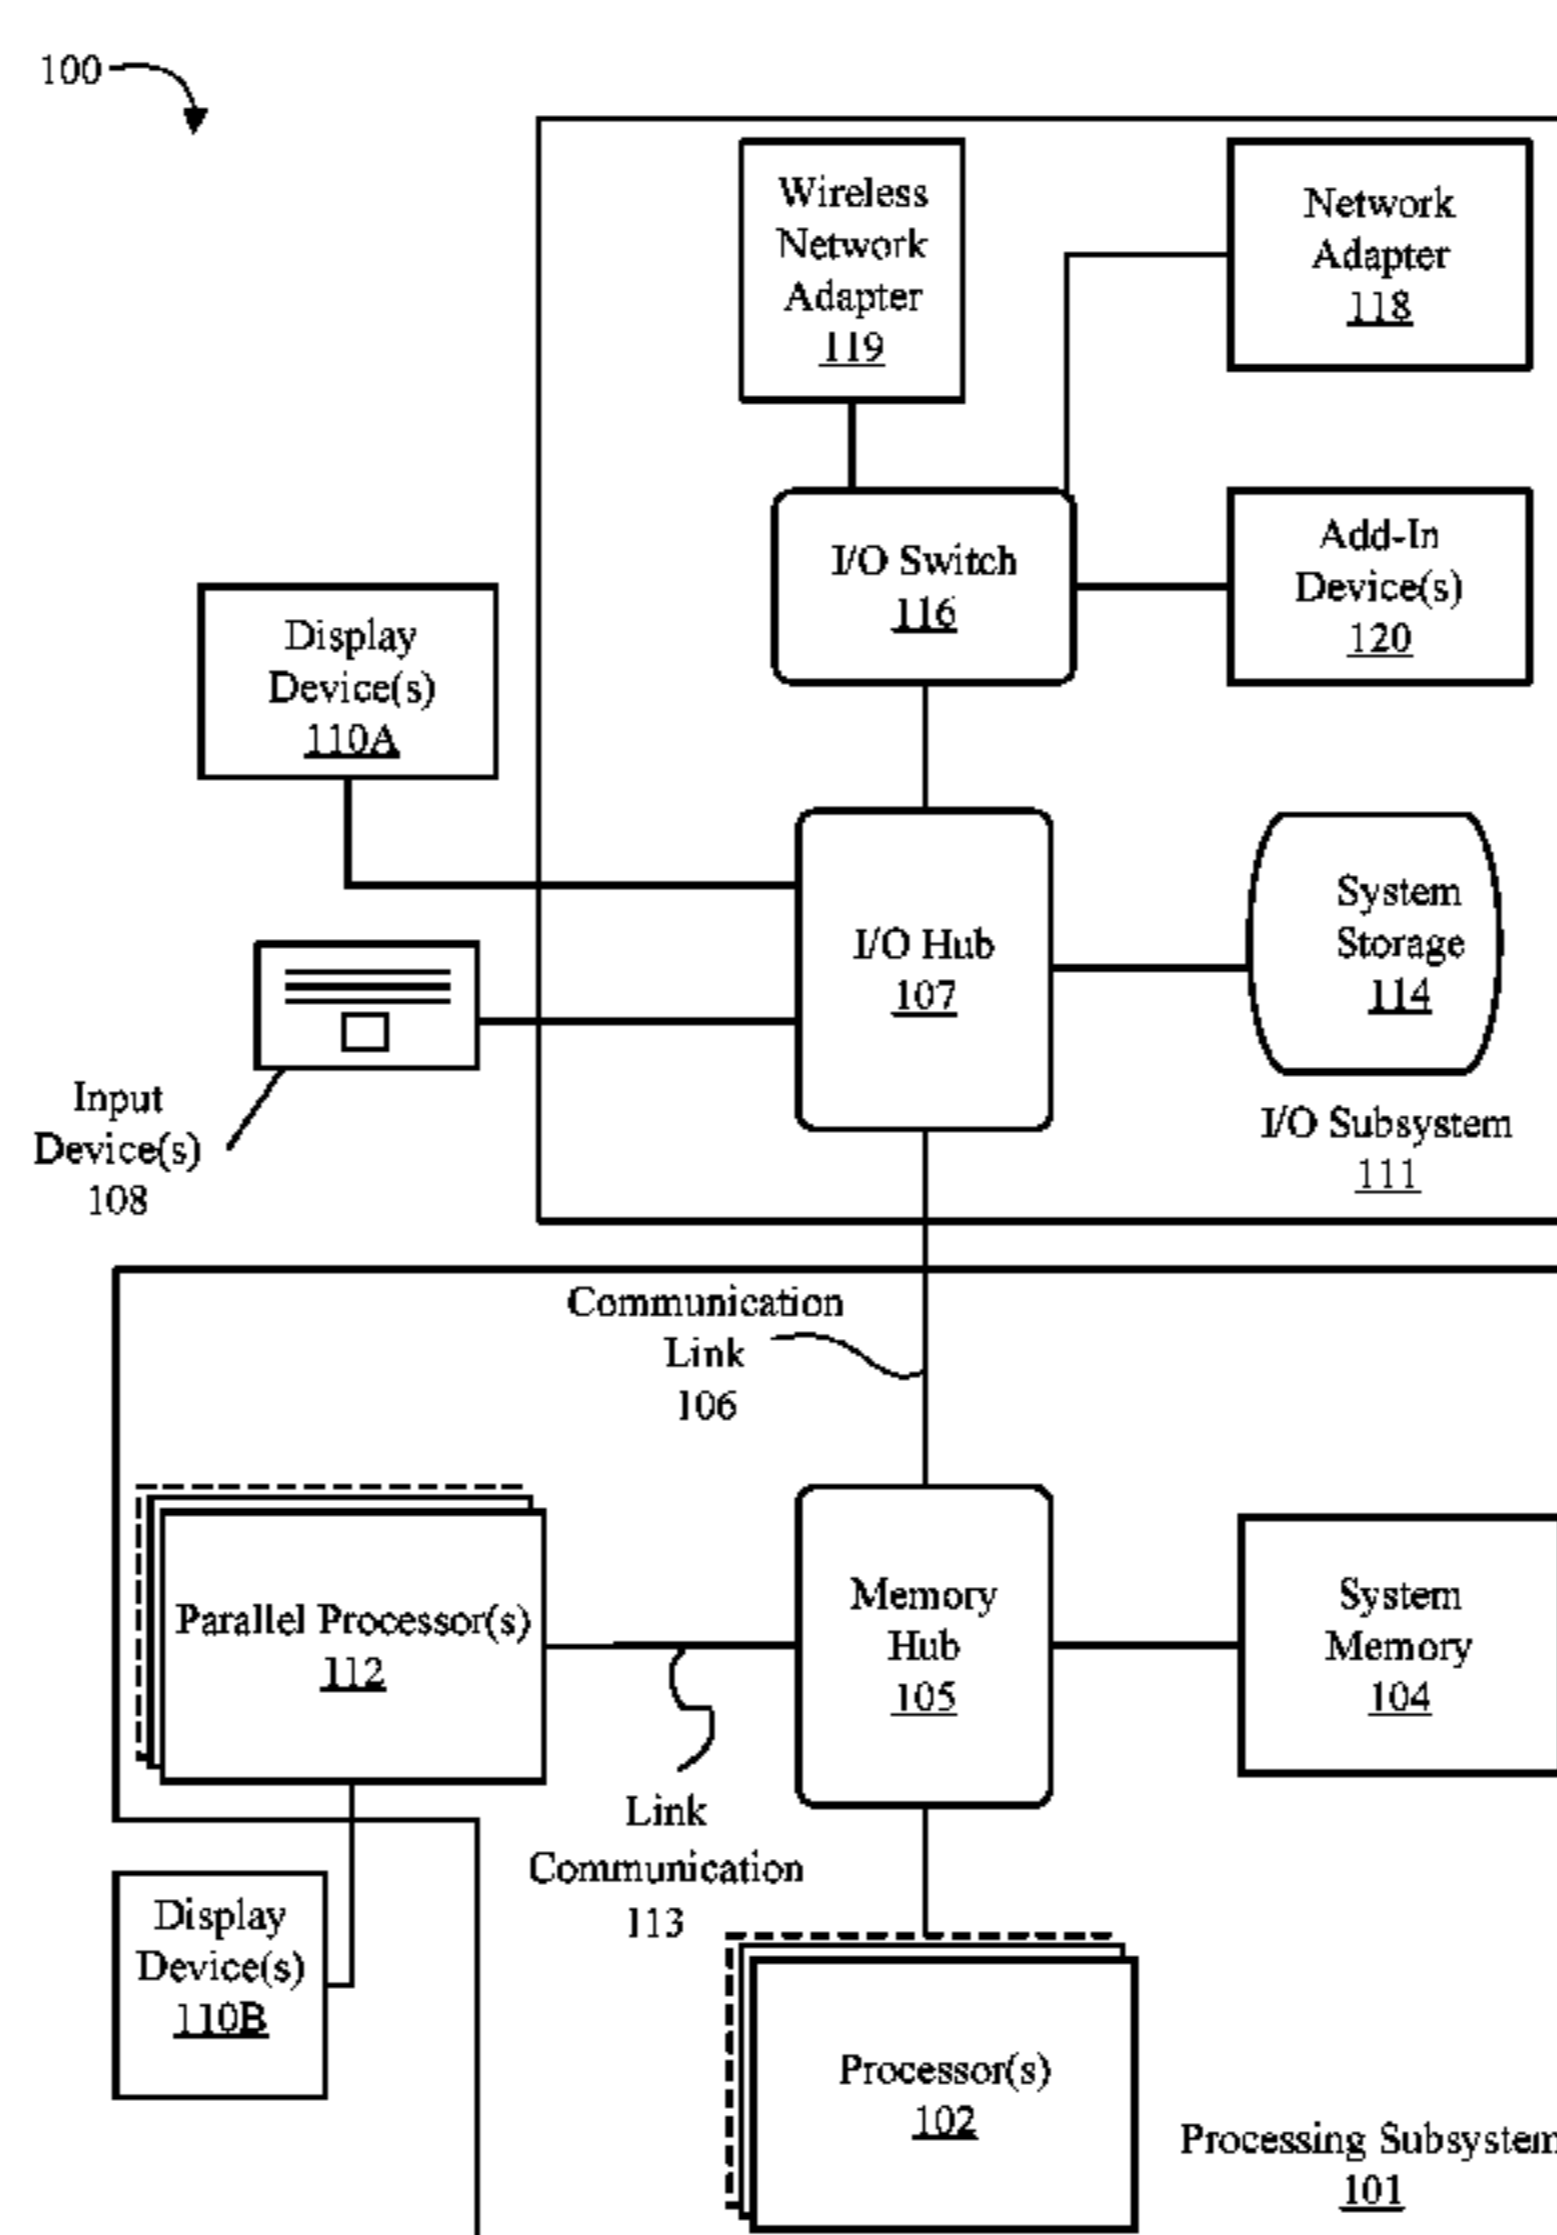 100
Wireless
Network
Adapter
119
Network
Adapter
118
I/O Switch
116
Add-In
Device(s)
120
Display
Device(s)
110A
I/O Hub
107
System
Storage
114
Input
Device(s)
108
I/O Subsystem
111
Communication
Link
106
Parallel Processor(s)
112
Memory
Hub
105
System
Memory
104
Link
Communication
113
Display
Device(s)
110B
Processor(s)
102
Processing Subsystem
101